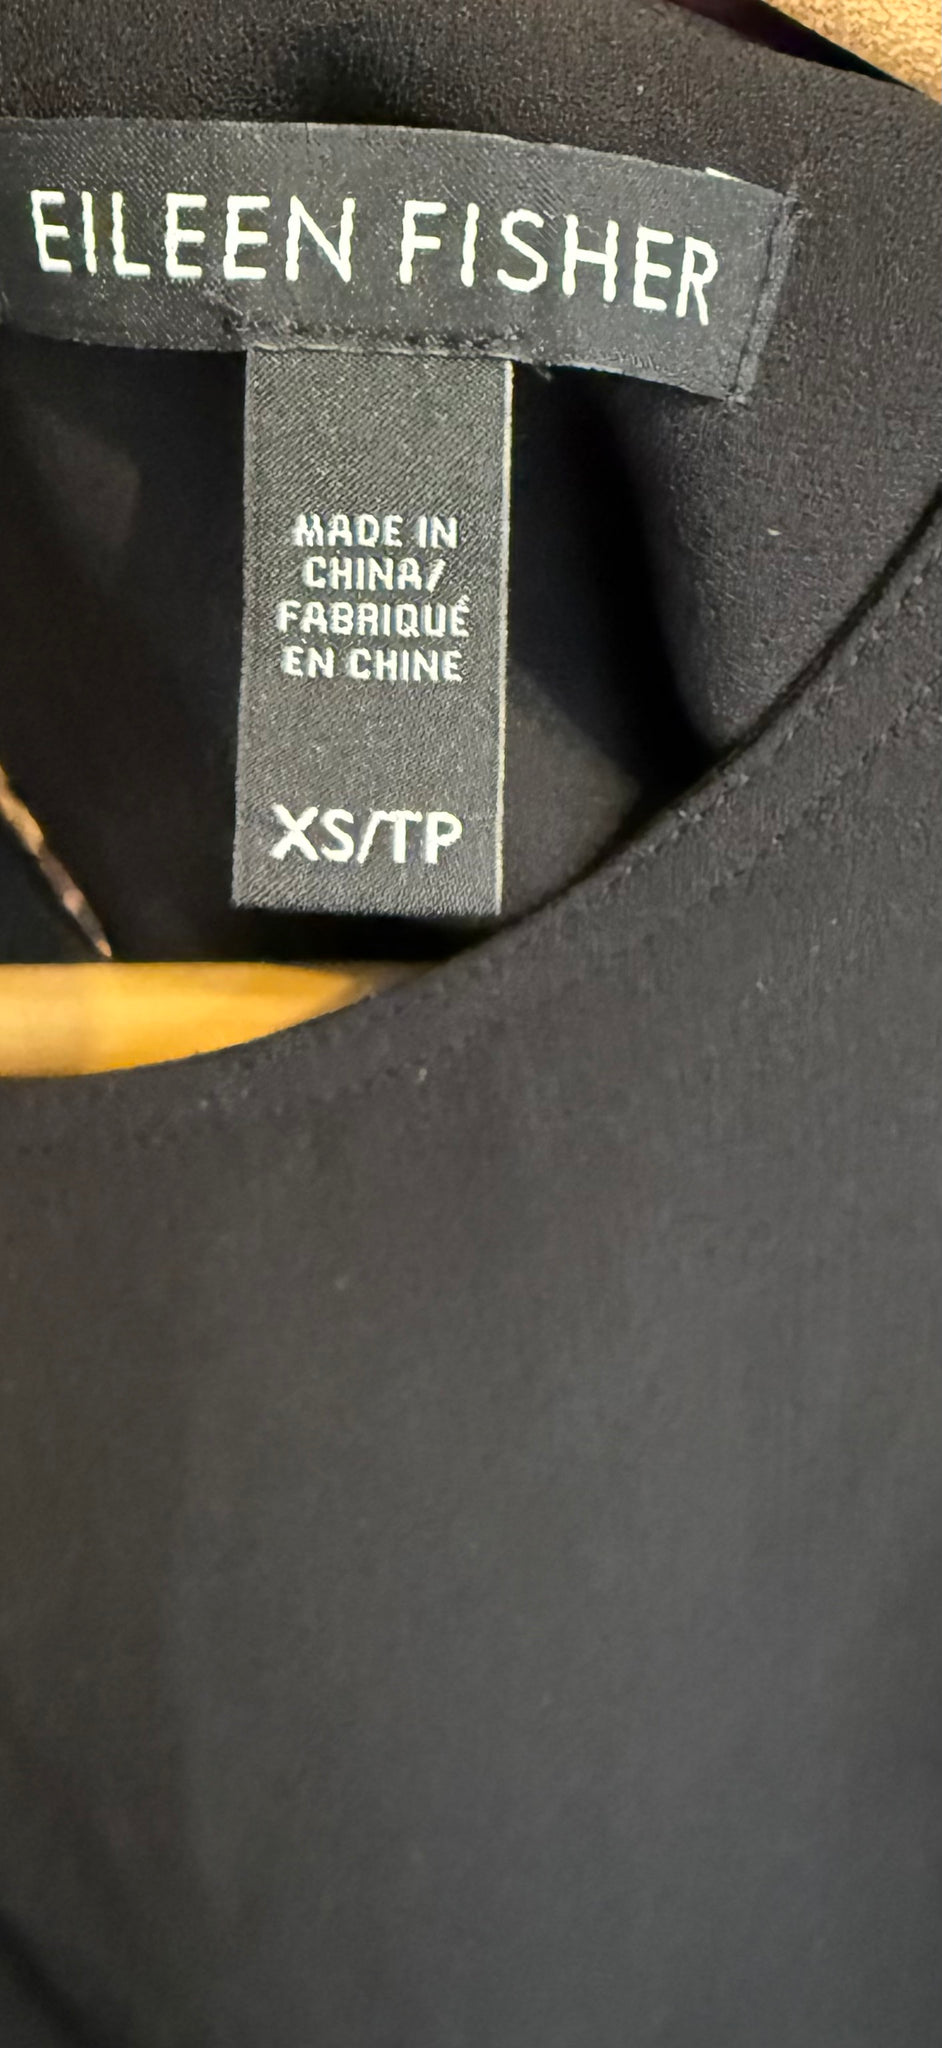 EILEEN FISHER
MADE IN
CHINA/
FABRIQUÉ
EN CHINE
XS/TP